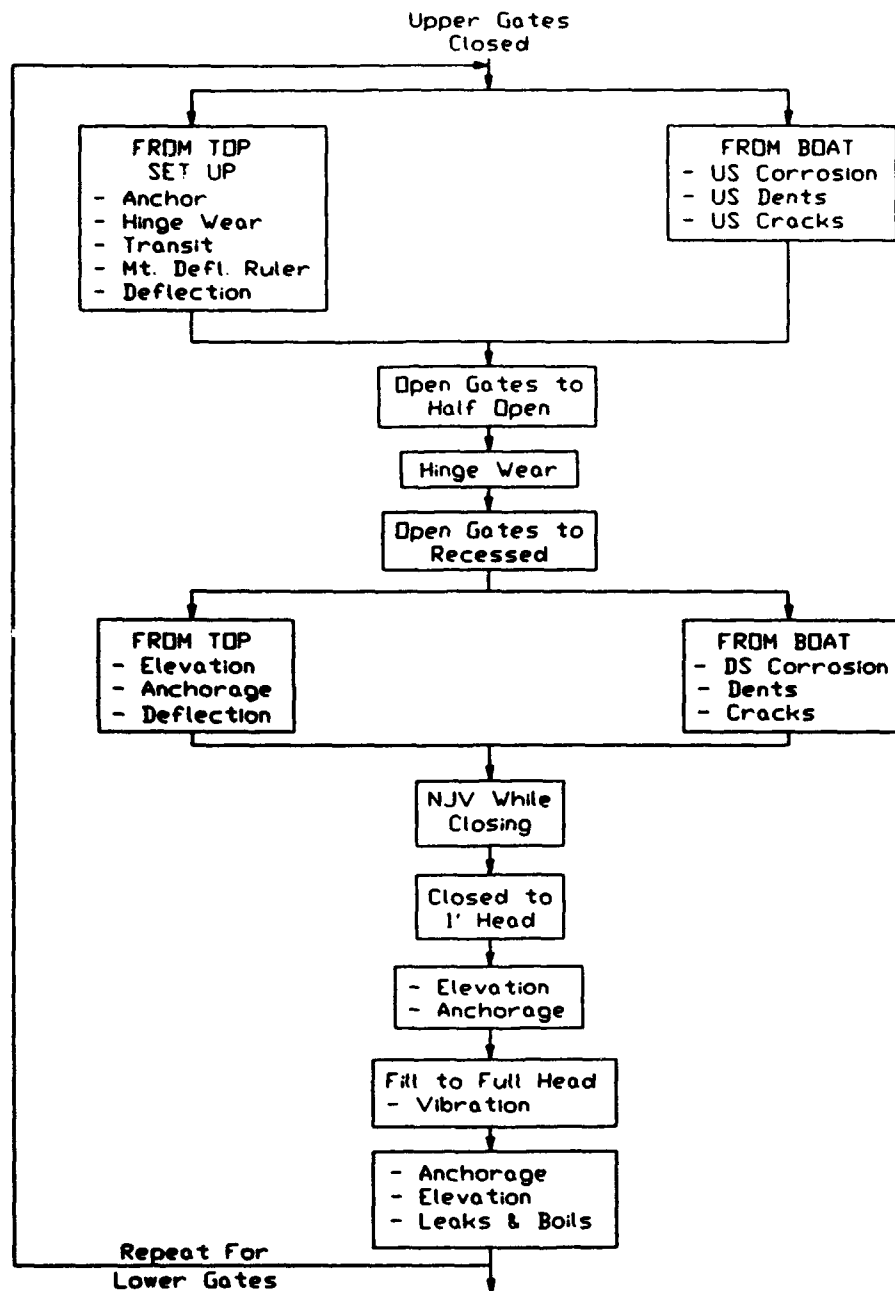 Upper Gates
Closed
FROM TOP
SET UP
- Anchor
- Hinge Wear
- Transit
- Mt. Defl. Ruler
- Deflection
FROM BOAT
- US Corrosion
- US Dents
- US Cracks
Open Gates to
Half Open
Hinge Wear
Open Gates to
Recessed
FROM TOP
- Elevation
- Anchorage
- Deflection
FROM BOAT
- DS Corrosion
- Dents
- Cracks
NJV While
Closing
Closed to
1' Head
- Elevation
- Anchorage
Fill to Full Head
- Vibration
- Anchorage
- Elevation
- Leaks & Boils
Repeat For
Lower Gates